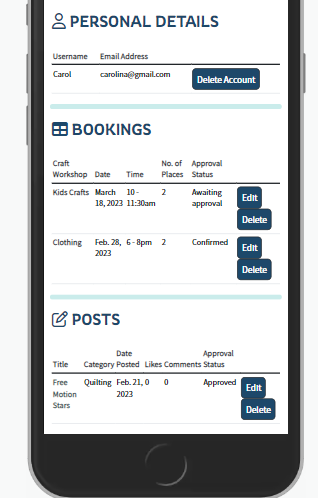 PERSONAL DETAILS
Username Email Address
Carol carolina@gmail.com Delete Account
BOOKINGS
Craft Workshop Date Time No. of Places Approval Status
Kids Crafts March 18, 2023 10 - 11:30am 2 Awaiting approval Edit Delete
Clothing Feb. 28, 2023 6 - 8pm 2 Confirmed Edit Delete
POSTS
Title Category Date Posted Likes Comments Approval Status
Free Motion Stars Quilting Feb. 21, 2023 0 0 Approved Edit Delete